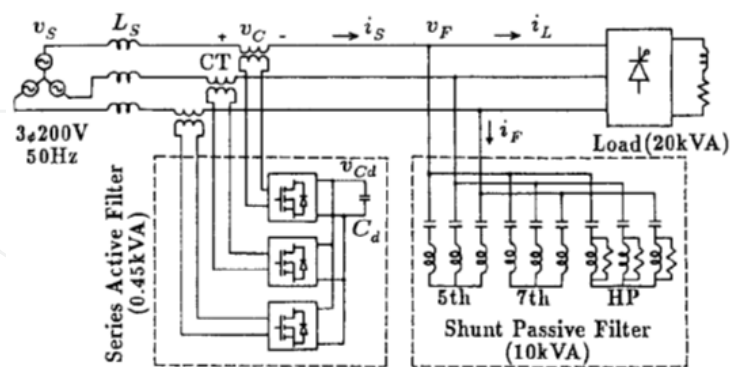 v_S
L_S
+ v_C -
i_S
v_F
i_L
CT
3ϕ200V
50Hz
i_F
Load(20kVA)
Series Active Filter
(0.45kVA)
v_Cd
C_d
5th
7th
HP
Shunt Passive Filter
(10kVA)